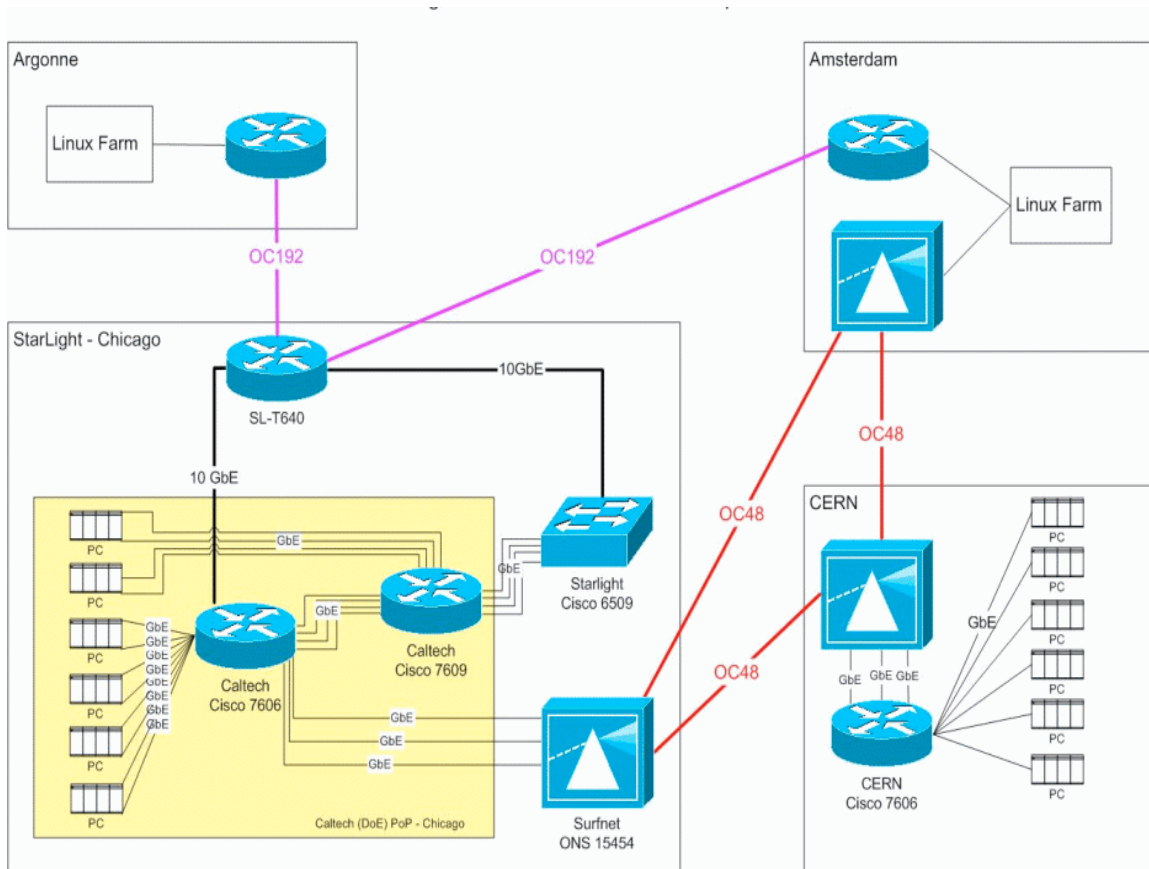 Argonne
Linux Farm
OC192
Amsterdam
Linux Farm
OC192
StarLight - Chicago
SL-T640
10GbE
10 GbE
OC48
OC48
OC48
PC
PC
PC
PC
PC
PC
GbE
GbE
GbE
GbE
GbE
GbE
GbE
GbE
GbE
GbE
GbE
GbE
Caltech
Cisco 7606
Caltech
Cisco 7609
Starlight
Cisco 6509
Caltech (DoE) PoP - Chicago
Surfnet
ONS 15454
CERN
GbE
GbE
GbE
GbE
CERN
Cisco 7606
PC
PC
PC
PC
PC
PC